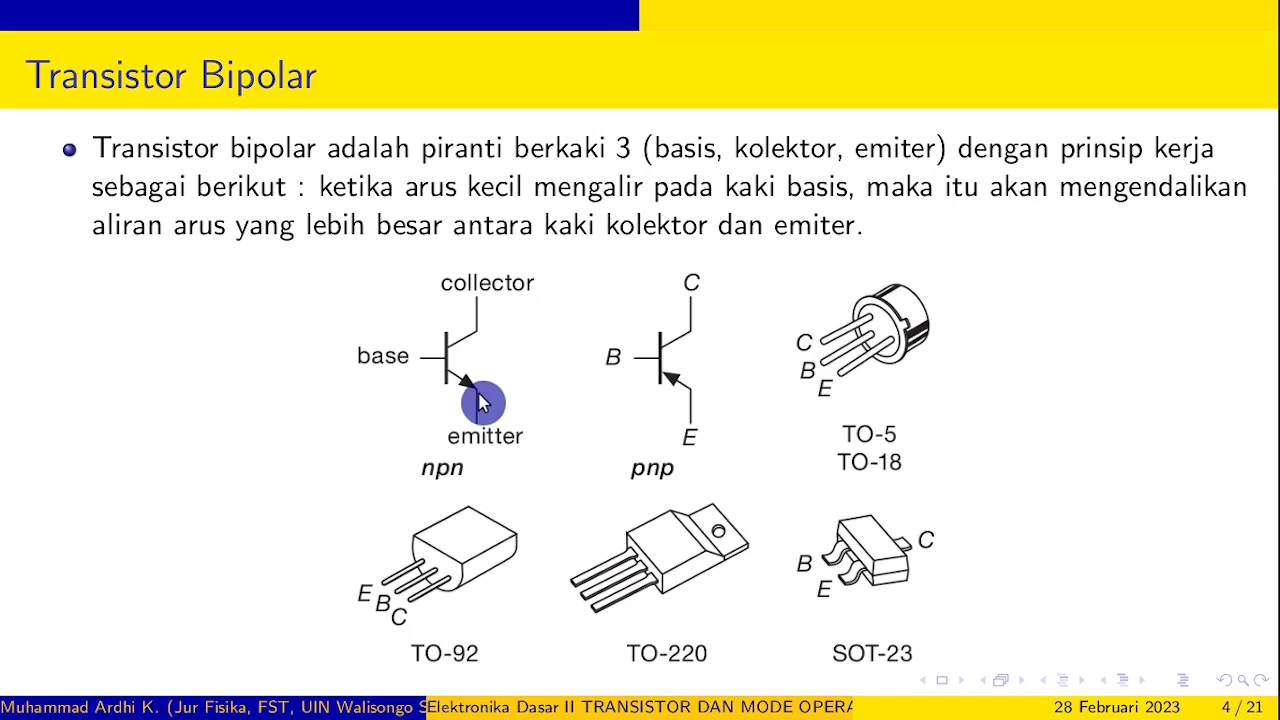 Transistor Bipolar
Transistor bipolar adalah piranti berkaki 3 (basis, kolektor, emiter) dengan prinsip kerja
sebagai berikut : ketika arus kecil mengalir pada kaki basis, maka itu akan mengendalikan
aliran arus yang lebih besar antara kaki kolektor dan emiter.
collector
base
emitter
npn
C
B
E
pnp
C
B
E
TO-5
TO-18
E
B
C
TO-92
TO-220
B
E
C
SOT-23
Muhammad Ardhi K. (Jur Fisika, FST, UIN Walisongo S
Elektronika Dasar II TRANSISTOR DAN MODE OPERA
28 Februari 2023
4 / 21